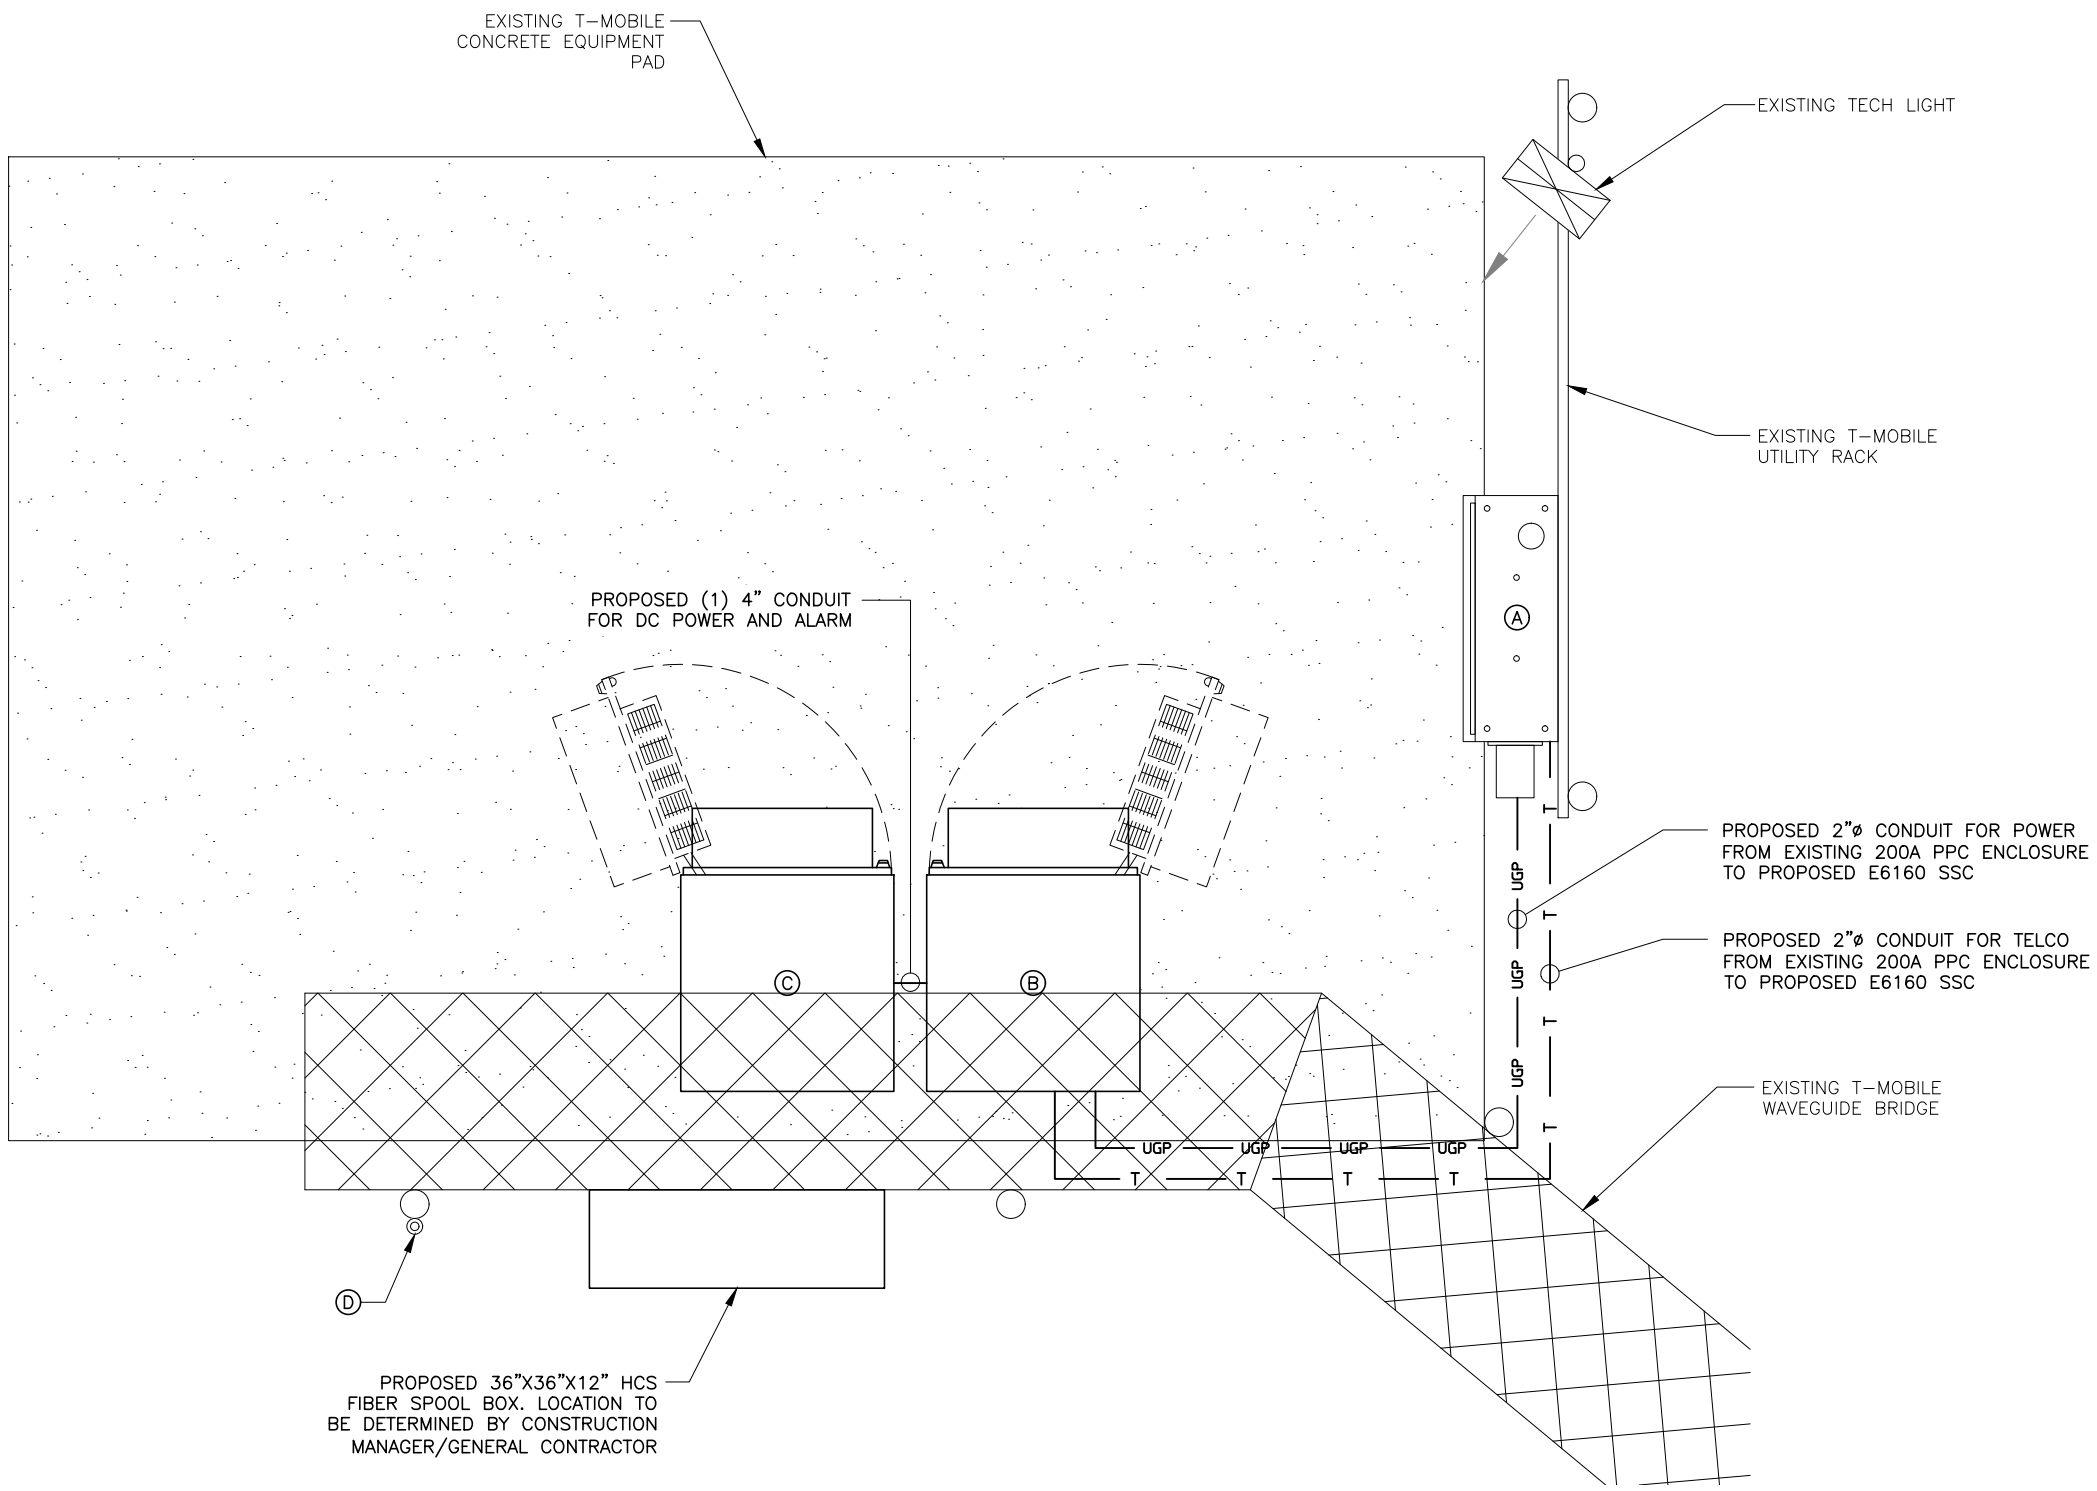 EXISTING T-MOBILE
CONCRETE EQUIPMENT
PAD
EXISTING TECH LIGHT
EXISTING T-MOBILE
UTILITY RACK
PROPOSED (1) 4" CONDUIT
FOR DC POWER AND ALARM
A
T
PROPOSED 2"ø CONDUIT FOR POWER
FROM EXISTING 200A PPC ENCLOSURE
TO PROPOSED E6160 SSC
UGP
T
PROPOSED 2"ø CONDUIT FOR TELCO
FROM EXISTING 200A PPC ENCLOSURE
TO PROPOSED E6160 SSC
UGP
C
B
T
UGP
EXISTING T-MOBILE
WAVEGUIDE BRIDGE
T
UGP UGP UGP UGP
T T T T
D
PROPOSED 36"X36"X12" HCS
FIBER SPOOL BOX. LOCATION TO
BE DETERMINED BY CONSTRUCTION
MANAGER/GENERAL CONTRACTOR